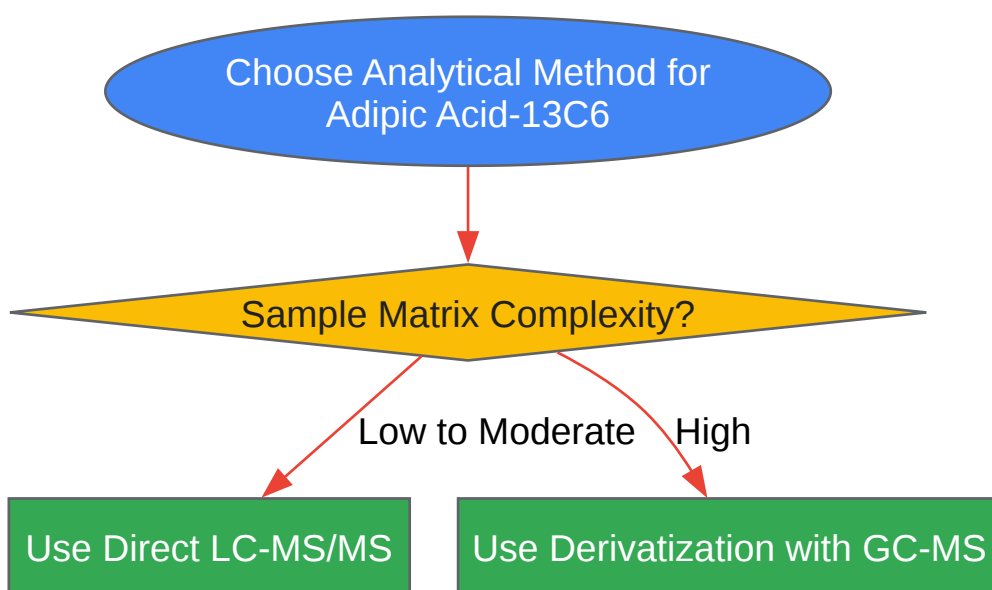 Choose Analytical Method for
Adipic Acid-13C6
Sample Matrix Complexity?
Low to Moderate
High
Use Direct LC-MS/MS
Use Derivatization with GC-MS